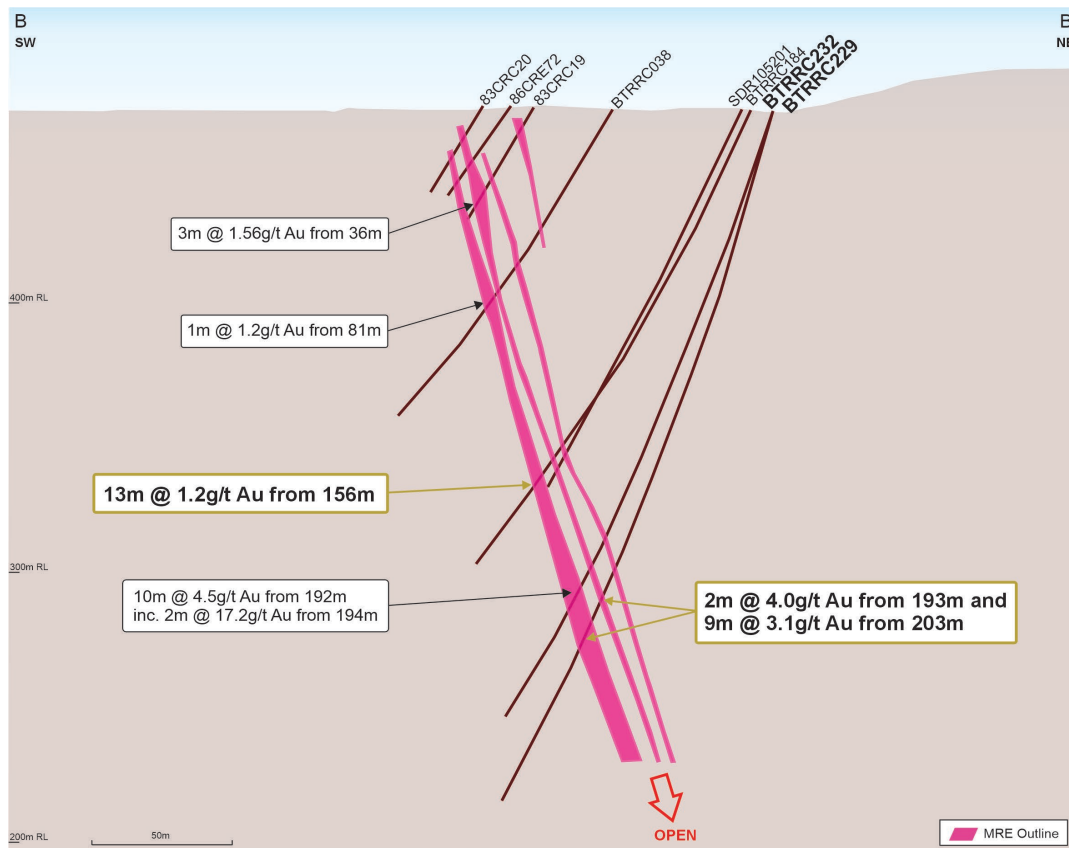 B
SW
B
NE
83CRC20
86CRE72
83CRC19
BTRRC038
SDR105201
BTRRC184
BTRRC232
BTRRC229
3m @ 1.56g/t Au from 36m
400m RL
1m @ 1.2g/t Au from 81m
13m @ 1.2g/t Au from 156m
300m RL
10m @ 4.5g/t Au from 192m
inc. 2m @ 17.2g/t Au from 194m
2m @ 4.0g/t Au from 193m and
9m @ 3.1g/t Au from 203m
OPEN
200m RL
50m
MRE Outline